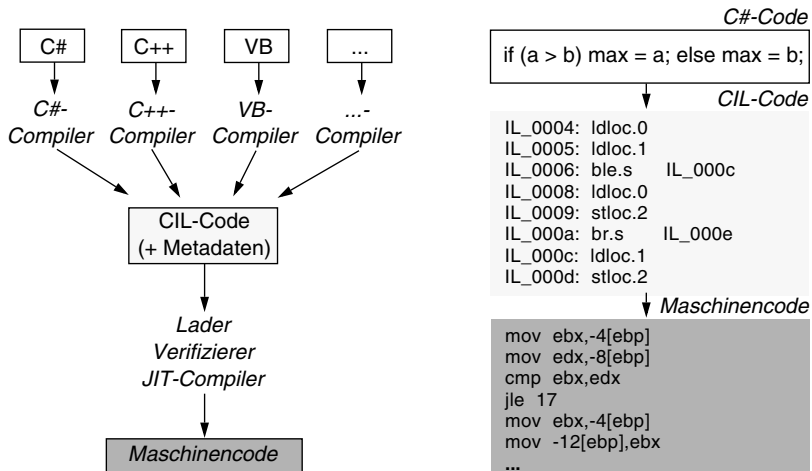 C#
C++
VB
...
C#-
Compiler
C++-
Compiler
VB-
Compiler
...-
Compiler
CIL-Code
(+ Metadaten)
Lader
Verifizierer
JIT-Compiler
Maschinencode
C#-Code
if (a > b) max = a; else max = b;
CIL-Code
IL_0004: ldloc.0
IL_0005: ldloc.1
IL_0006: ble.s IL_000c
IL_0008: ldloc.0
IL_0009: stloc.2
IL_000a: br.s IL_000e
IL_000c: ldloc.1
IL_000d: stloc.2
Maschinencode
mov ebx,-4[ebp]
mov edx,-8[ebp]
cmp ebx,edx
jle 17
mov ebx,-4[ebp]
mov -12[ebp],ebx
...